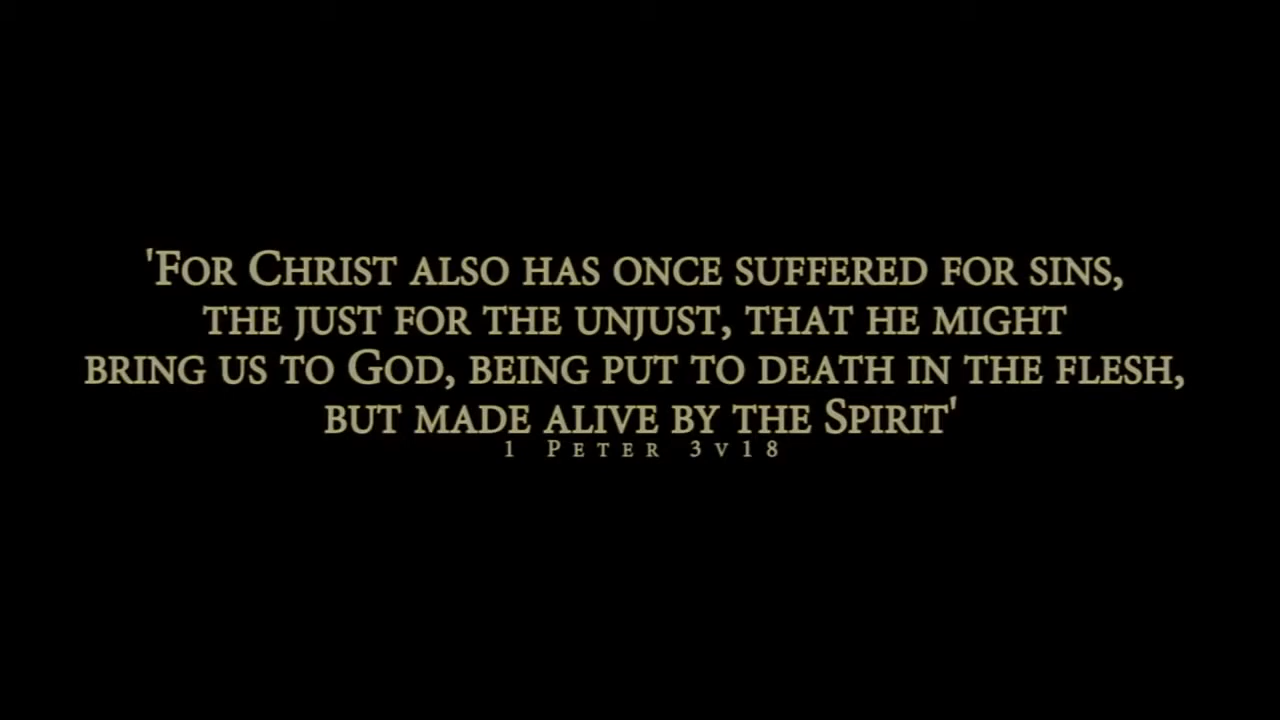 'For Christ also has once suffered for sins,
the just for the unjust, that he might
bring us to God, being put to death in the flesh,
but made alive by the Spirit'
1 Peter 3v18